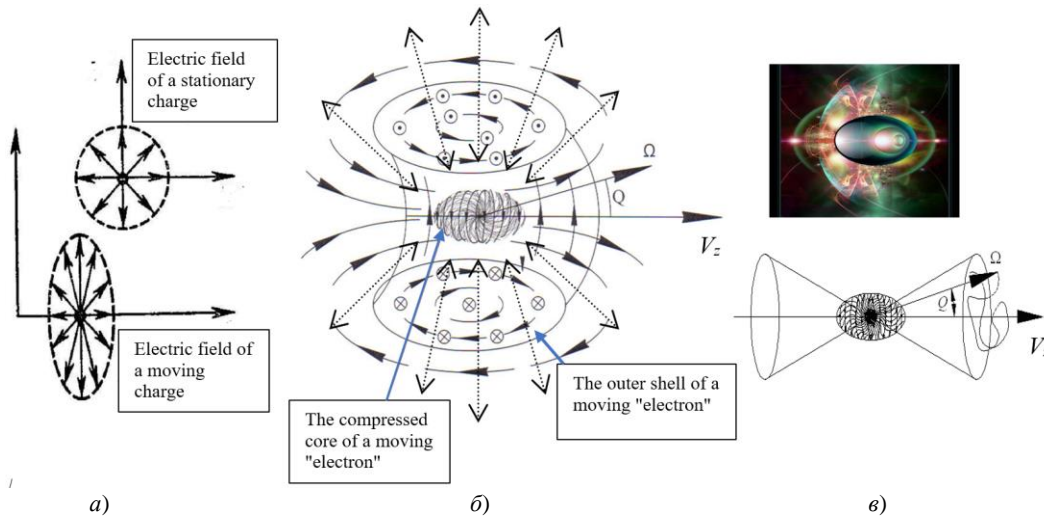 Electric field
of a stationary
charge
Electric field of
a moving
charge
Ω
Q
V_z
The compressed
core of a moving
"electron"
The outer shell of a
moving "electron"
Ω
Q
/
а)
б)
в)